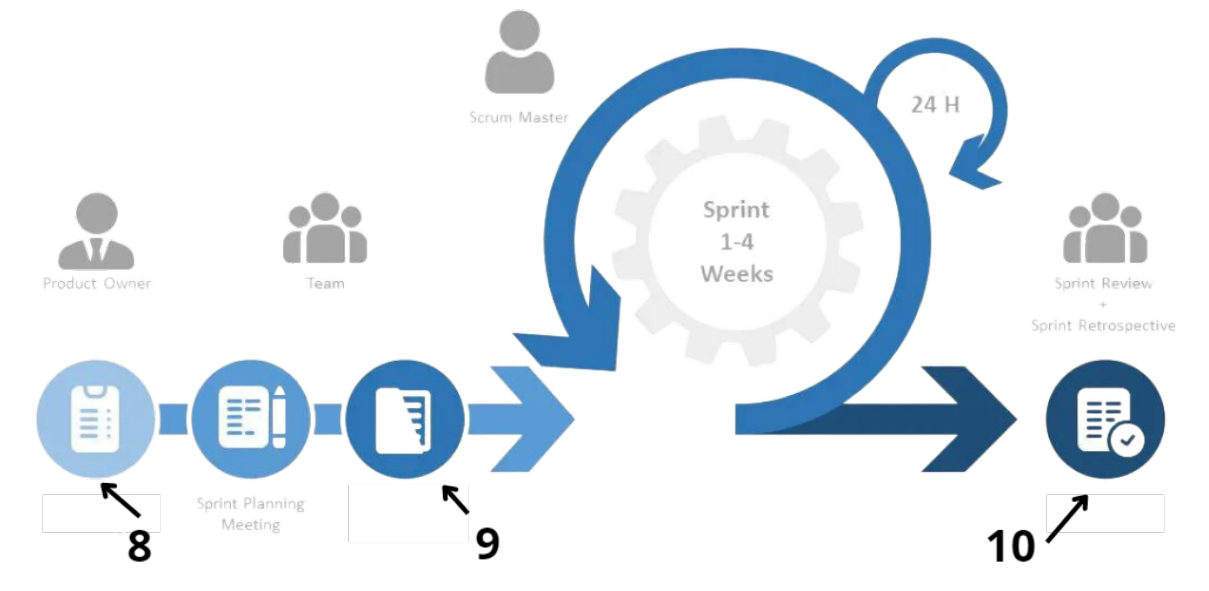 Scrum Master
24 H
Sprint
1-4
Weeks
Product Owner
Team
Sprint Review
+
Sprint Retrospective
Sprint Planning
Meeting
8
9
10